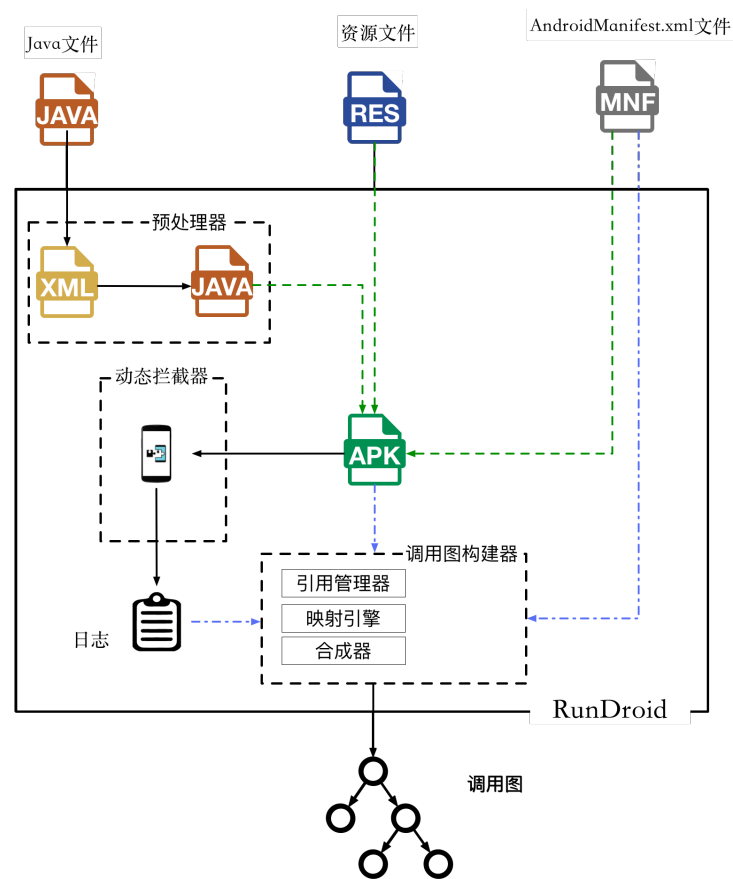 Java文件
资源文件
AndroidManifest.xml文件
JAVA
RES
MNF
预处理器
XML
JAVA
动态拦截器
APK
调用图构建器
引用管理器
映射引擎
合成器
日志
RunDroid
调用图